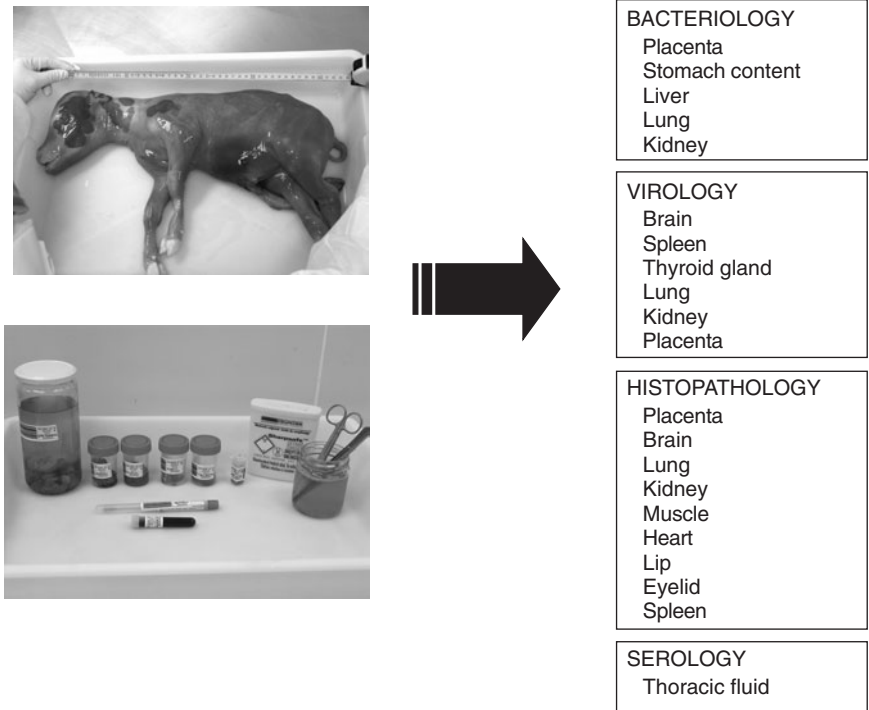 BACTERIOLOGY
Placenta
Stomach content
Liver
Lung
Kidney
VIROLOGY
Brain
Spleen
Thyroid gland
Lung
Kidney
Placenta
HISTOPATHOLOGY
Placenta
Brain
Lung
Kidney
Muscle
Heart
Lip
Eyelid
Spleen
SEROLOGY
Thoracic fluid